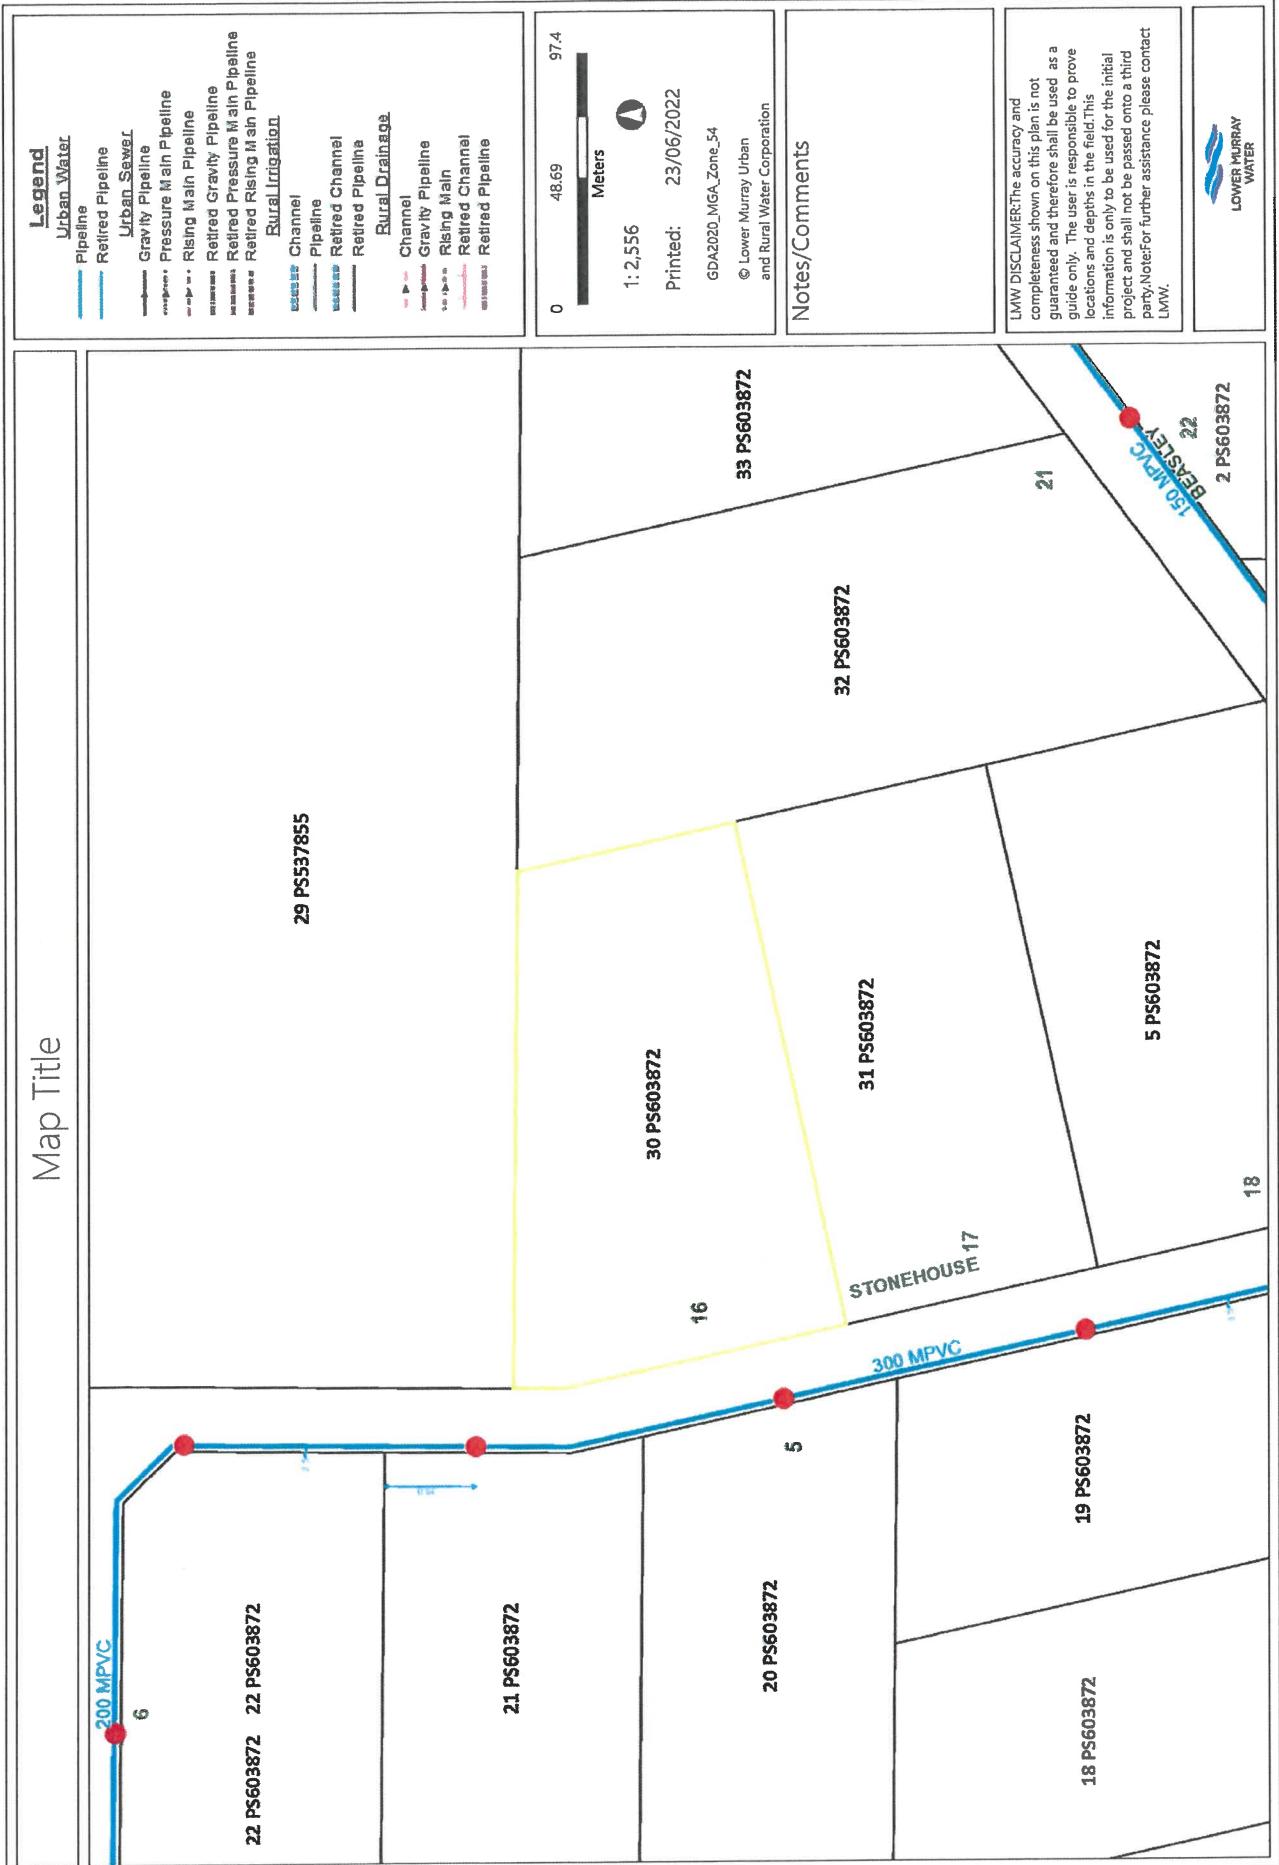 Map Title
29 PS537855
33 PS603872
32 PS603872
21
BEASLEY
150 MPVC
22
2 PS603872
30 PS603872
16
31 PS603872
17
STONEHOUSE
5 PS603872
18
300 MPVC
5
200 MPVC
6
22 PS603872 22 PS603872
21 PS603872
20 PS603872
19 PS603872
18 PS603872
Legend
Urban Water
Pipeline
Retired Pipeline
Urban Sewer
Gravity Pipeline
Pressure Main Pipeline
Rising Main Pipeline
Retired Gravity Pipeline
Retired Pressure Main Pipeline
Retired Rising Main Pipeline
Rural Irrigation
Channel
Pipeline
Retired Channel
Retired Pipeline
Rural Drainage
Channel
Gravity Pipeline
Rising Main
Retired Channel
Retired Pipeline
0 48.69 97.4
Meters
1: 2,556
Printed: 23/06/2022
GDA2020_MGA_Zone_54
© Lower Murray Urban
and Rural Water Corporation
Notes/Comments
LMW DISCLAIMER:The accuracy and
completeness shown on this plan is not
guaranteed and therefore shall be used as a
guide only. The user is responsible to prove
locations and depths in the field.This
information is only to be used for the initial
project and shall not be passed onto a third
party.Note:For further assistance please contact
LMW.
LOWER MURRAY
WATER